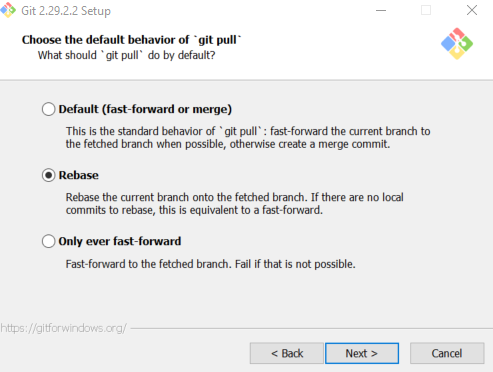 Git 2.29.2.2 Setup
Choose the default behavior of `git pull`
What should `git pull` do by default?
Default (fast-forward or merge)
This is the standard behavior of `git pull`: fast-forward the current branch to
the fetched branch when possible, otherwise create a merge commit.
Rebase
Rebase the current branch onto the fetched branch. If there are no local
commits to rebase, this is equivalent to a fast-forward.
Only ever fast-forward
Fast-forward to the fetched branch. Fail if that is not possible.
https://gitforwindows.org/
< Back
Next >
Cancel